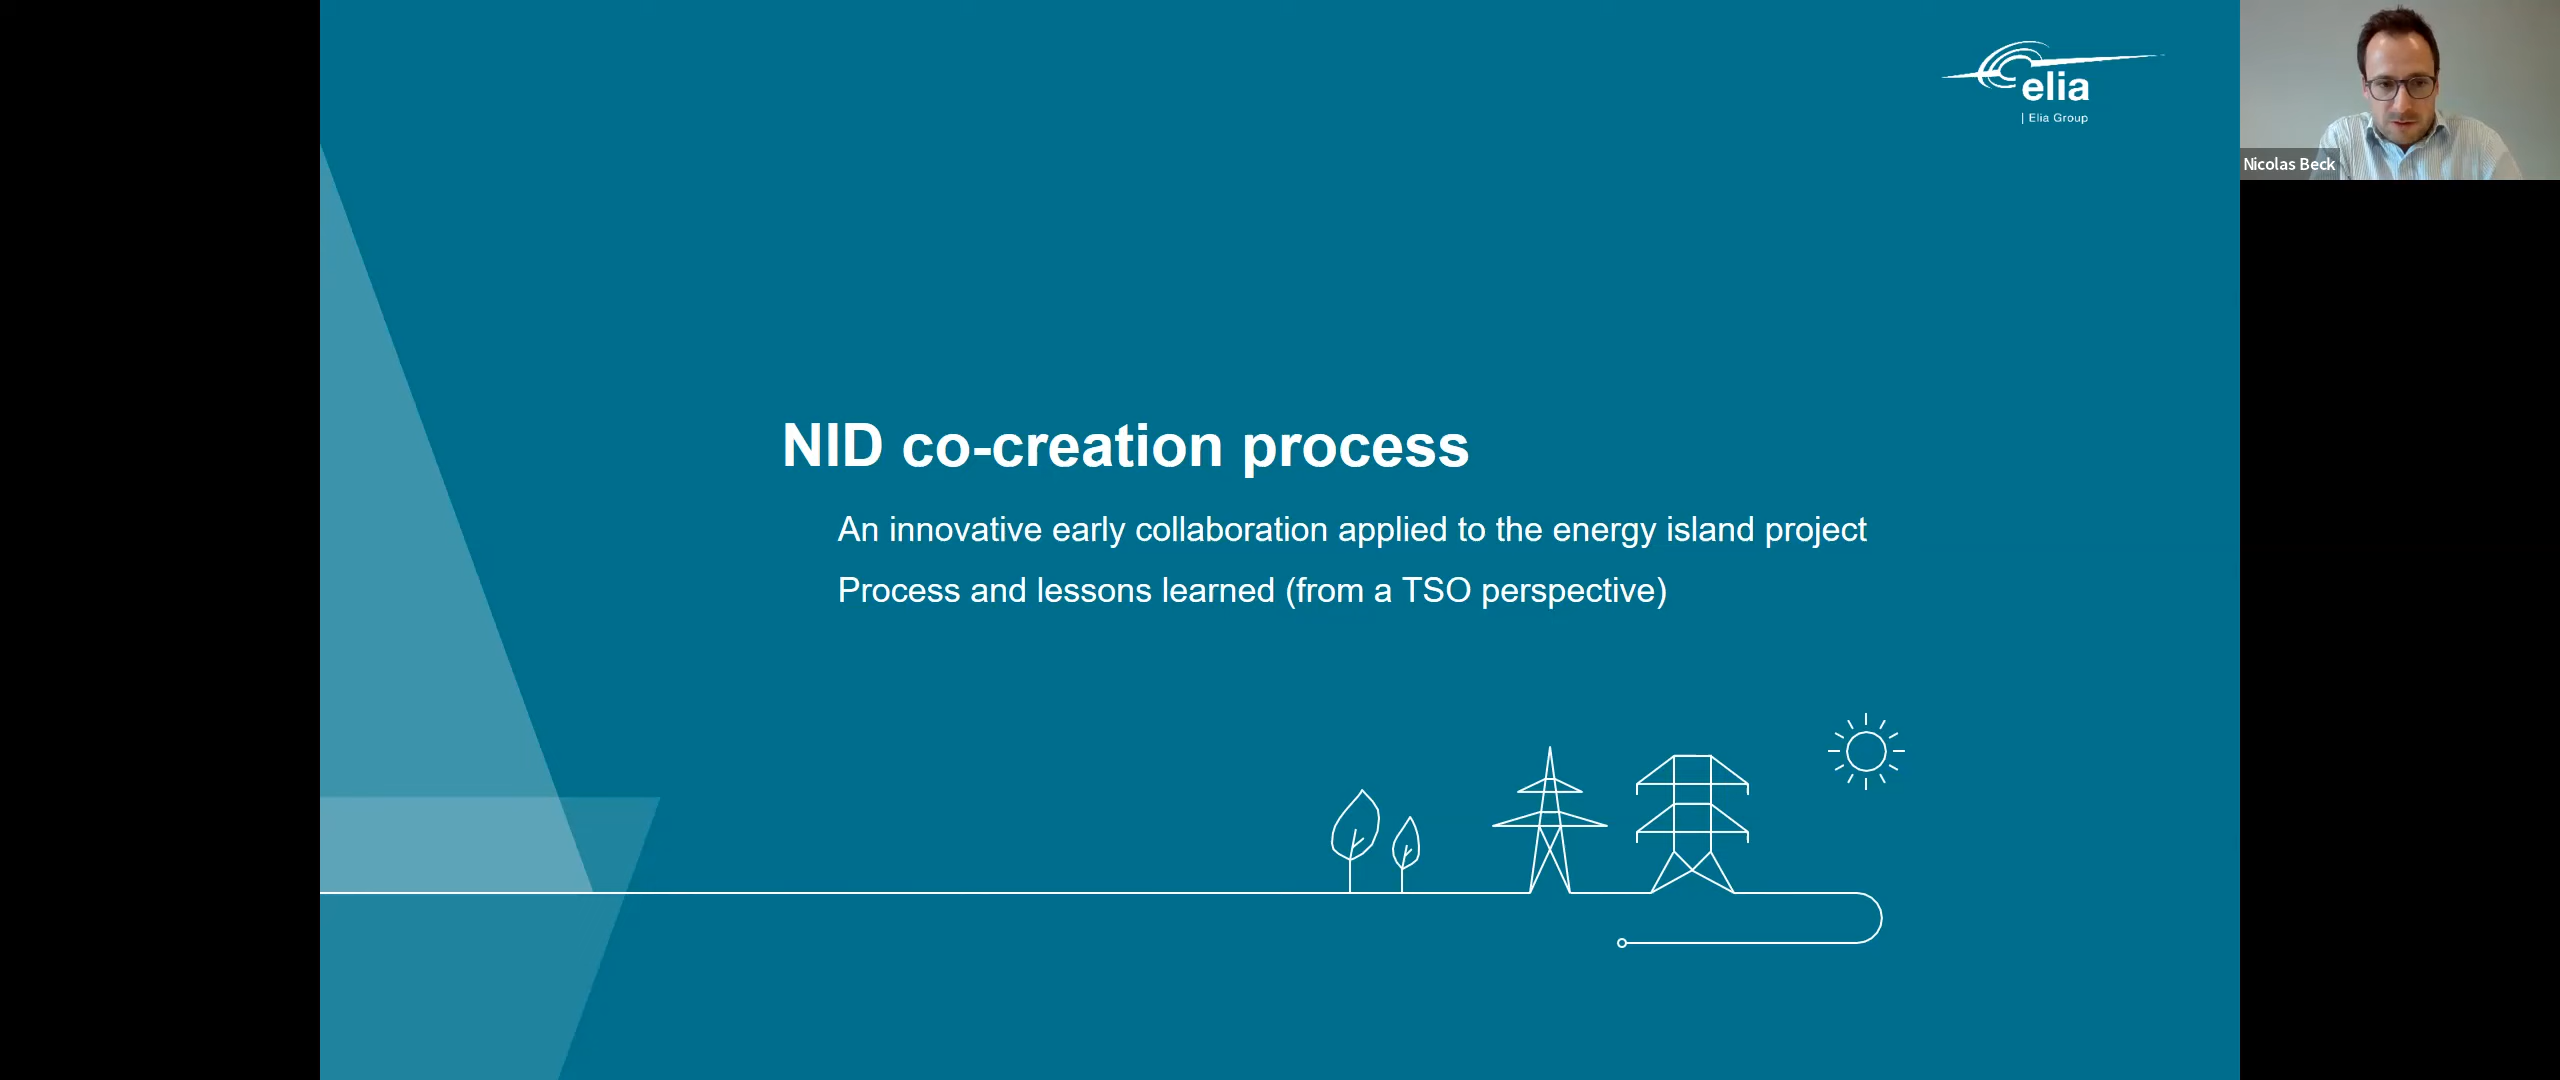 elia
| Elia Group
Nicolas Beck
NID co-creation process
An innovative early collaboration applied to the energy island project
Process and lessons learned (from a TSO perspective)